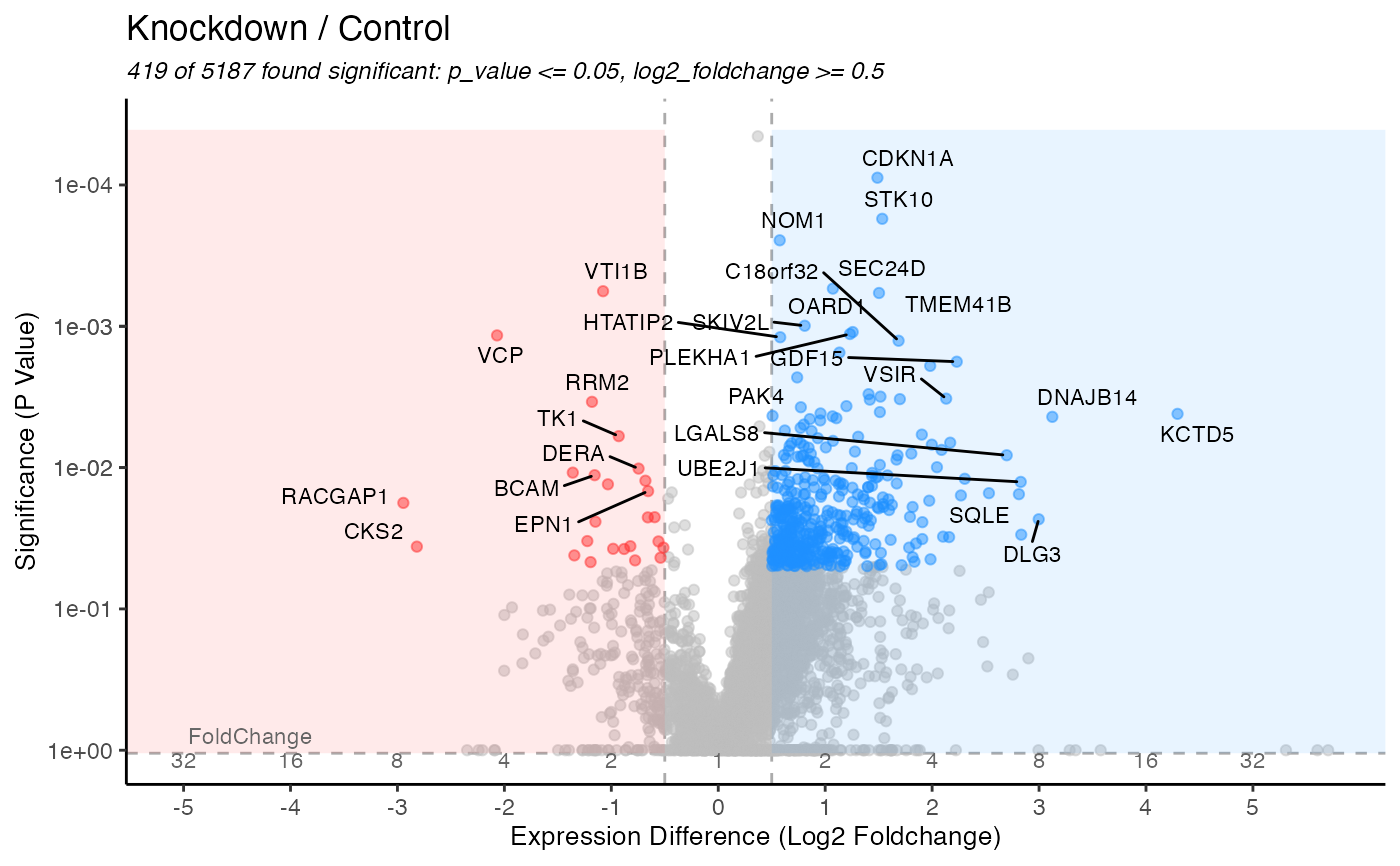 Knockdown / Control
419 of 5187 found significant: p_value <= 0.05, log2_foldchange >= 0.5
Significance (P Value)
1e-04
1e-03
1e-02
1e-01
1e+00
CDKN1A
STK10
NOM1
VTI1B
C18orf32
SEC24D
OARD1
TMEM41B
HTATIP2
SKIV2L
VCP
PLEKHA1
GDF15
VSIR
RRM2
PAK4
DNAJB14
TK1
LGALS8
KCTD5
DERA
UBE2J1
BCAM
RACGAP1
EPN1
SQLE
CKS2
DLG3
FoldChange
32 16 8 4 2 1 2 4 8 16 32
-5 -4 -3 -2 -1 0 1 2 3 4 5
Expression Difference (Log2 Foldchange)